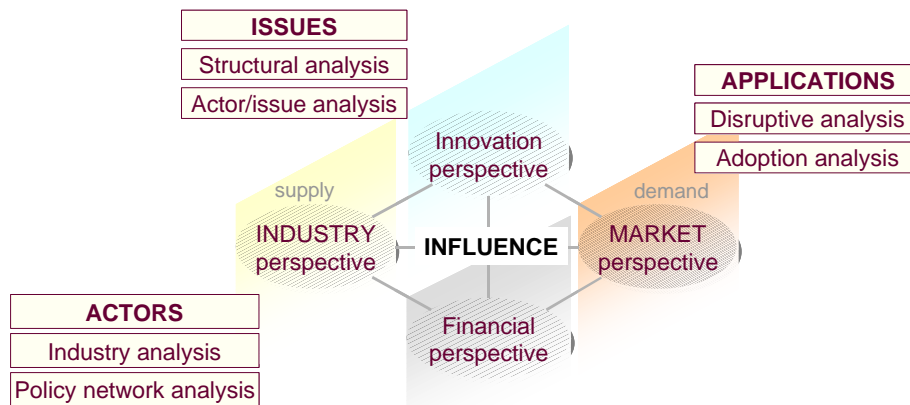 ISSUES
Structural analysis
Actor/issue analysis
APPLICATIONS
Disruptive analysis
Adoption analysis
Innovation
perspective
supply
demand
INDUSTRY
perspective
INFLUENCE
MARKET
perspective
ACTORS
Industry analysis
Policy network analysis
Financial
perspective